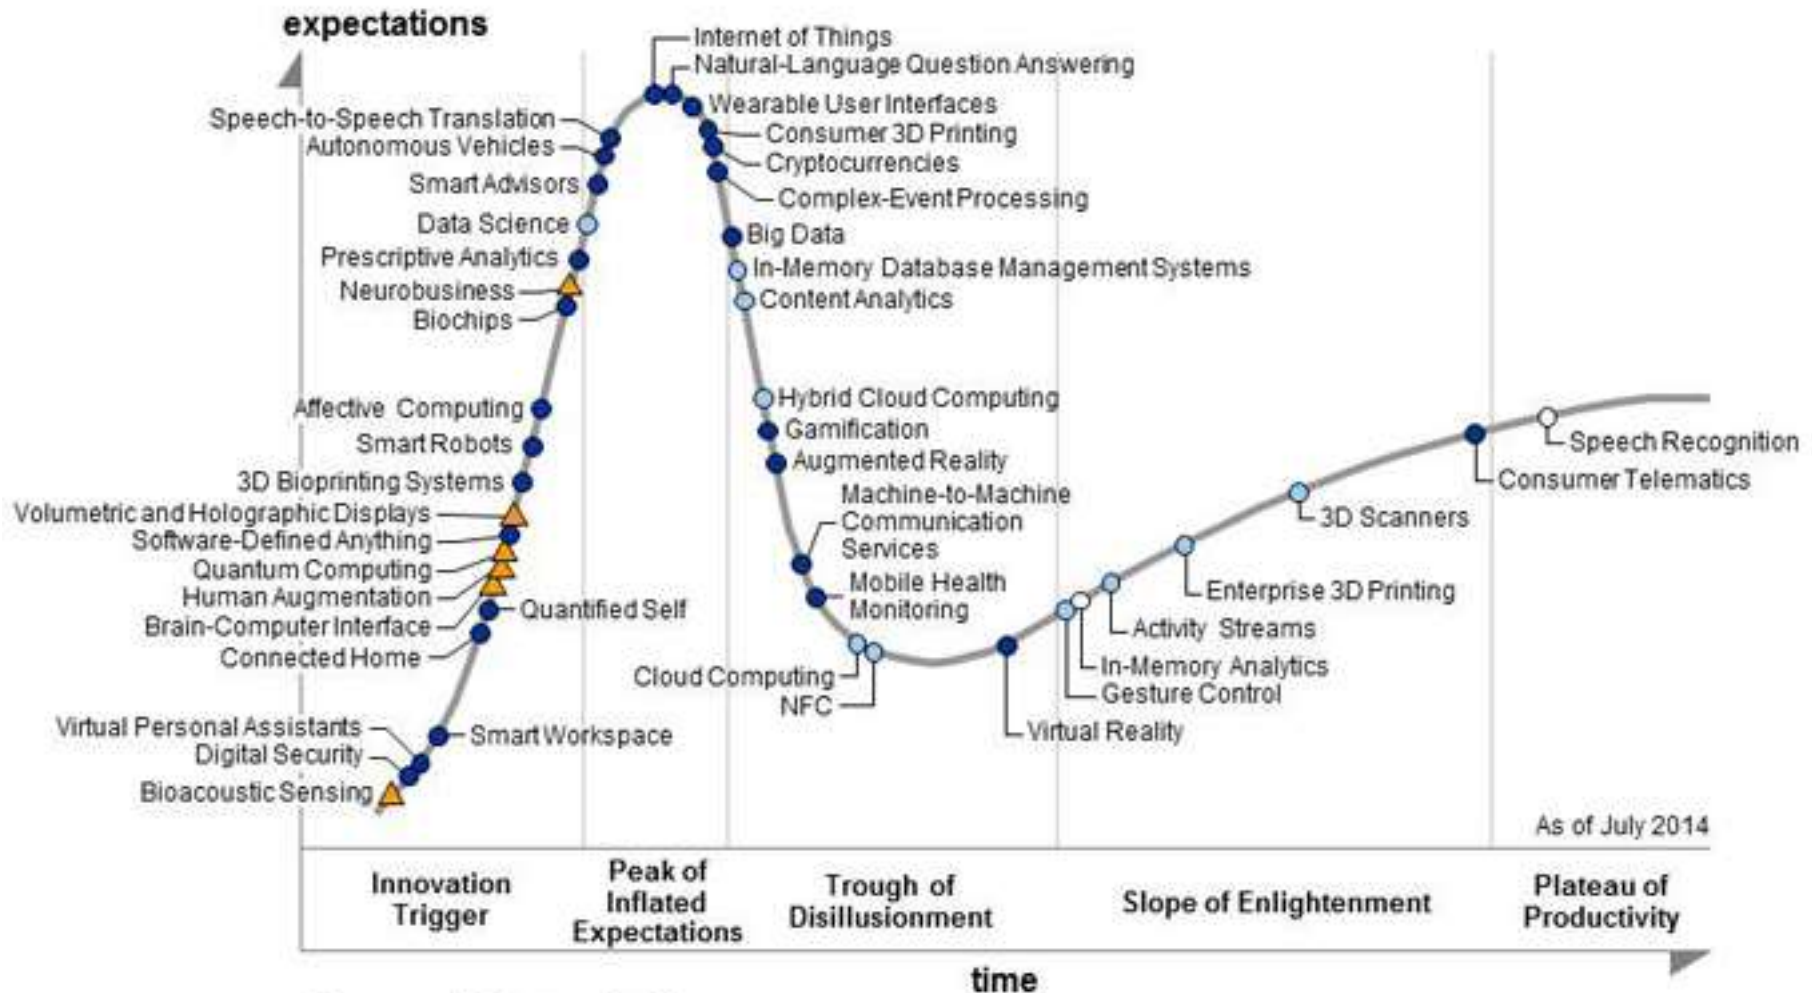 expectations
Internet of Things
Natural-Language Question Answering
Wearable User Interfaces
Speech-to-Speech Translation
Consumer 3D Printing
Autonomous Vehicles
Cryptocurrencies
Smart Advisors
Complex-Event Processing
Data Science
Big Data
Prescriptive Analytics
In-Memory Database Management Systems
Neurobusiness
Content Analytics
Biochips
Hybrid Cloud Computing
Affective Computing
Gamification
Smart Robots
Speech Recognition
Augmented Reality
3D Bioprinting Systems
Consumer Telematics
Machine-to-Machine
Communication
Services
Volumetric and Holographic Displays
3D Scanners
Software-Defined Anything
Quantum Computing
Mobile Health
Monitoring
Human Augmentation
Enterprise 3D Printing
Quantified Self
Brain-Computer Interface
Activity Streams
Connected Home
In-Memory Analytics
Cloud Computing
Gesture Control
NFC
Virtual Personal Assistants
Smart Workspace
Virtual Reality
Digital Security
Bioacoustic Sensing
As of July 2014
Innovation
Trigger
Peak of
Inflated
Expectations
Trough of
Disillusionment
Slope of Enlightenment
Plateau of
Productivity
time